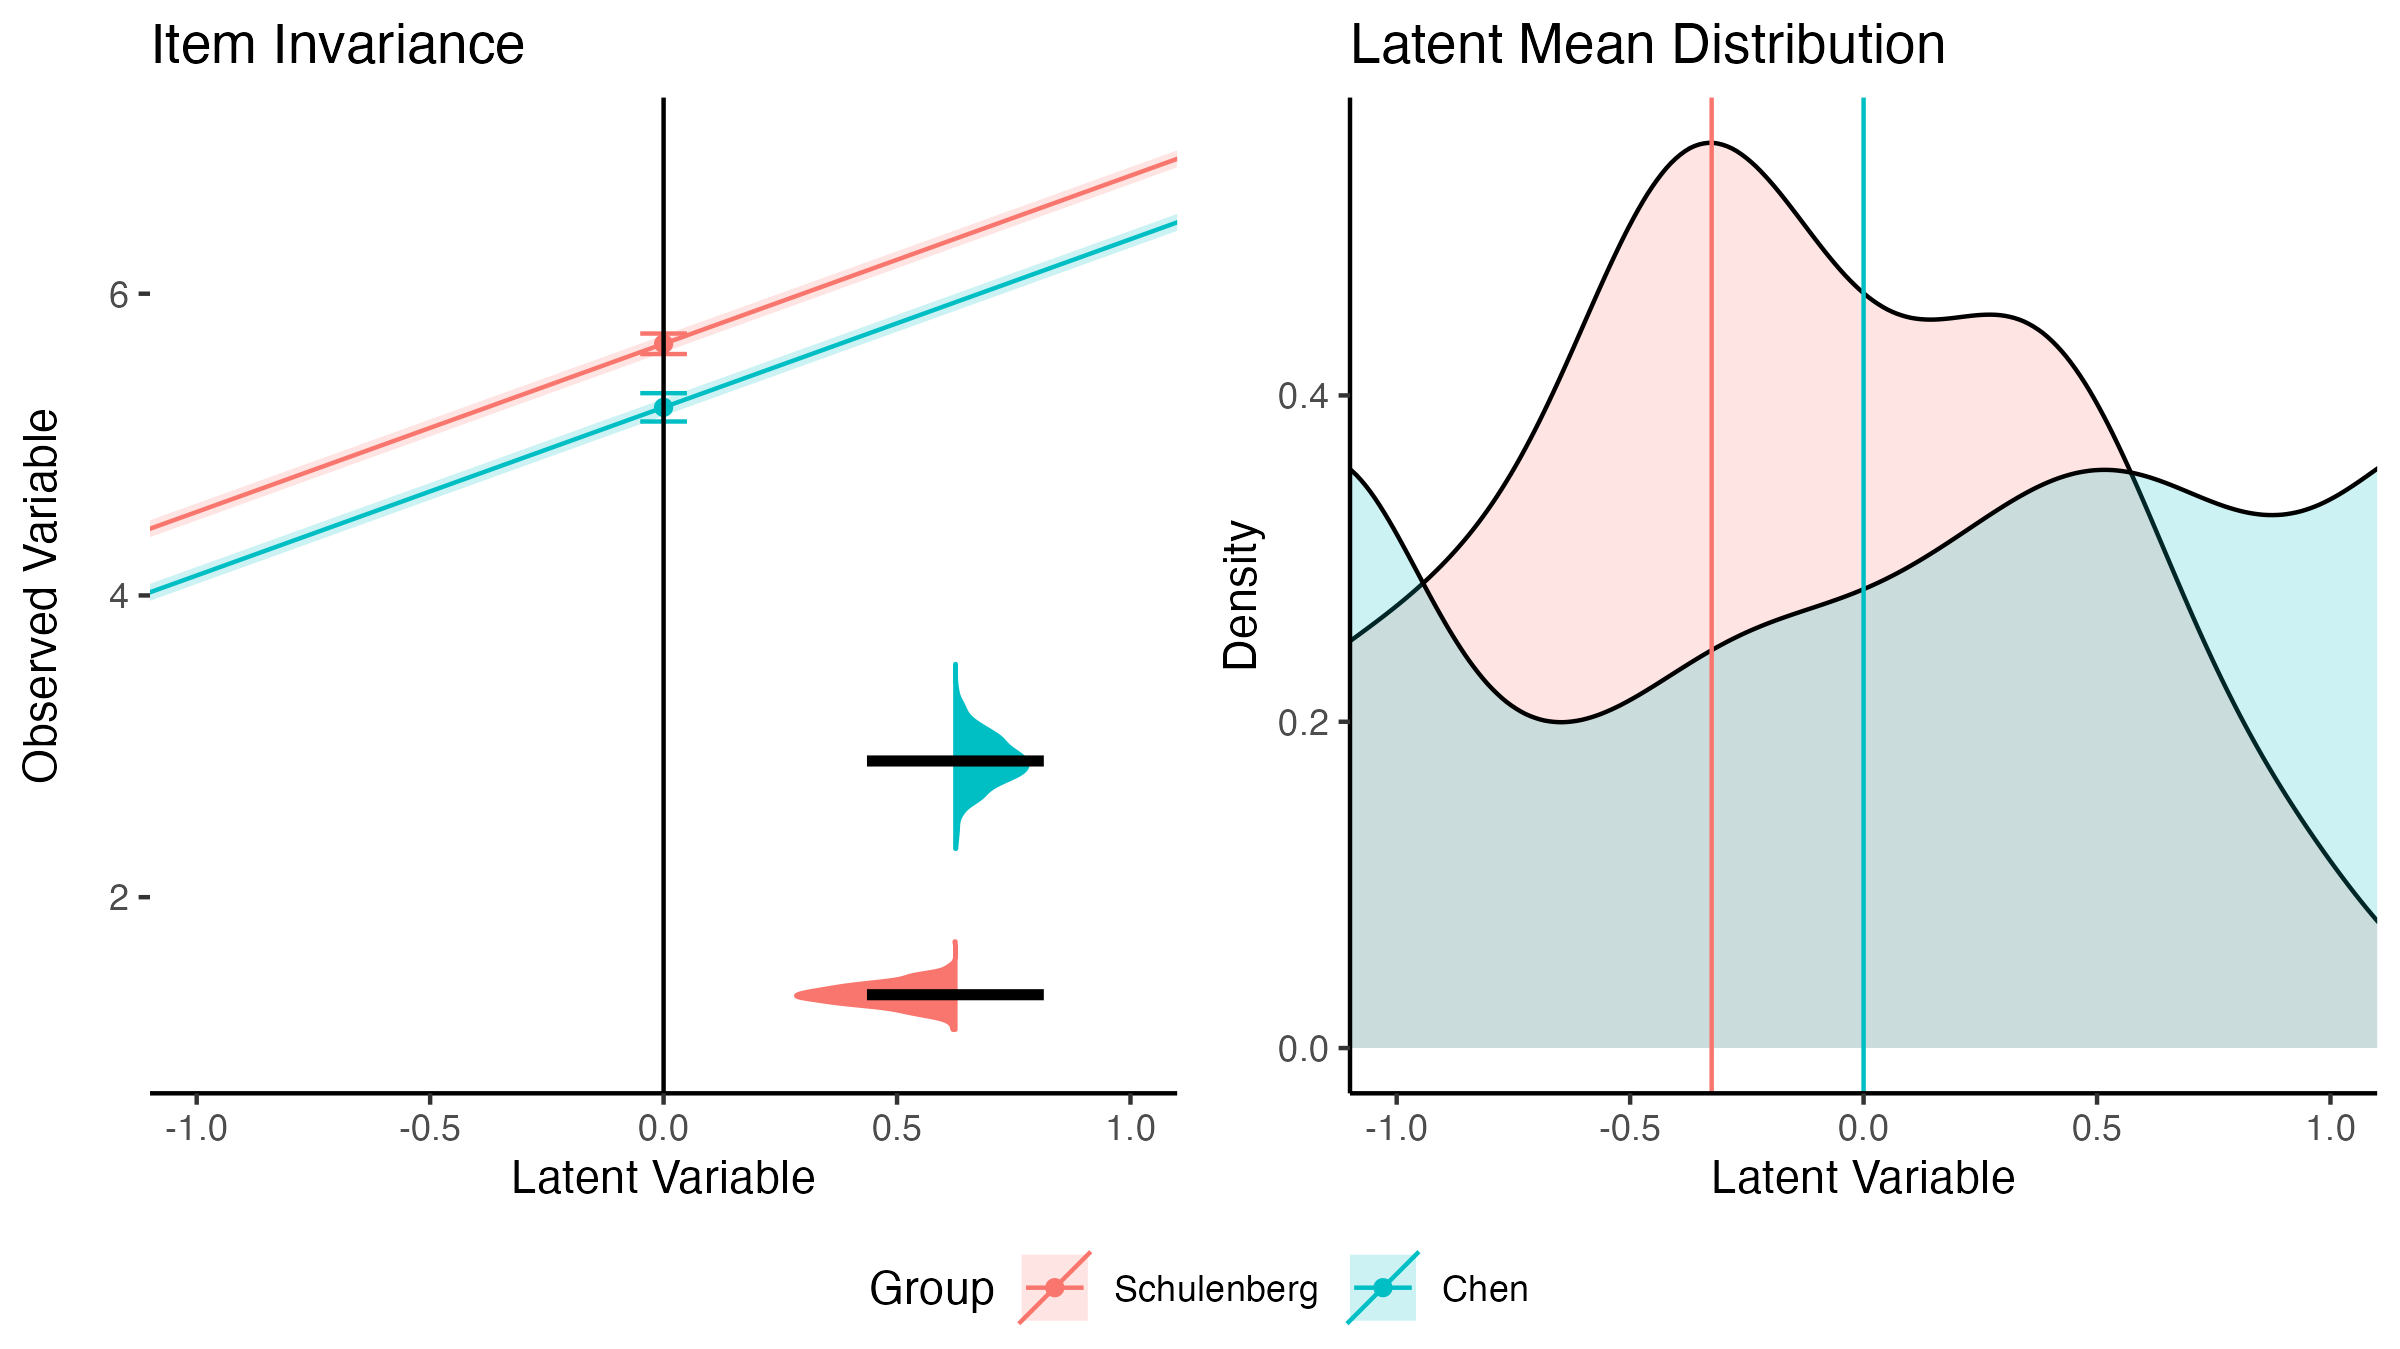 Item Invariance
Observed Variable
6
4
2
-1.0 -0.5 0.0 0.5 1.0
Latent Variable
Latent Mean Distribution
Density
0.4
0.2
0.0
-1.0 -0.5 0.0 0.5 1.0
Latent Variable
Group Schulenberg Chen